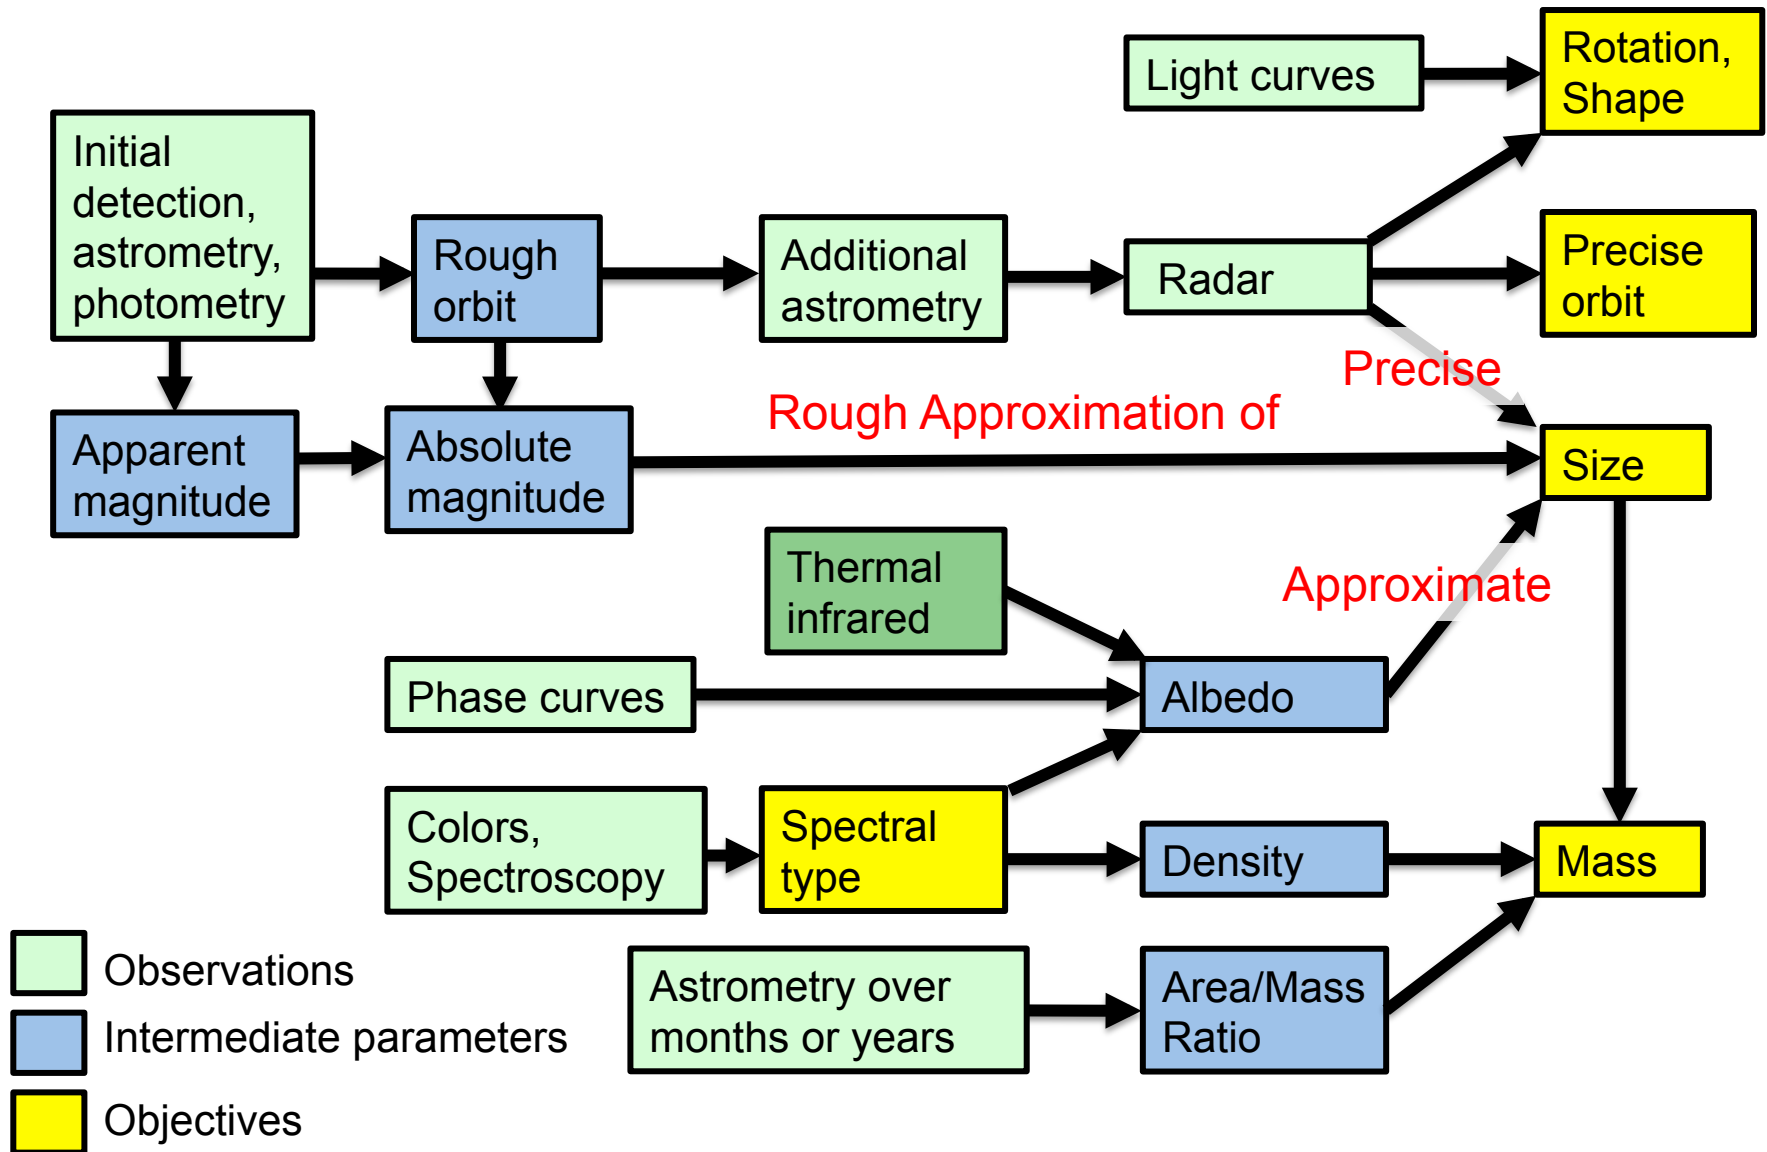 Light curves
Rotation,
Shape
Initial
detection,
astrometry,
photometry
Rough
orbit
Additional
astrometry
Radar
Precise
orbit
Precise
Rough Approximation of
Apparent
magnitude
Absolute
magnitude
Size
Thermal
infrared
Approximate
Phase curves
Albedo
Colors,
Spectroscopy
Spectral
type
Density
Mass
Astrometry over
months or years
Area/Mass
Ratio
Observations
Intermediate parameters
Objectives